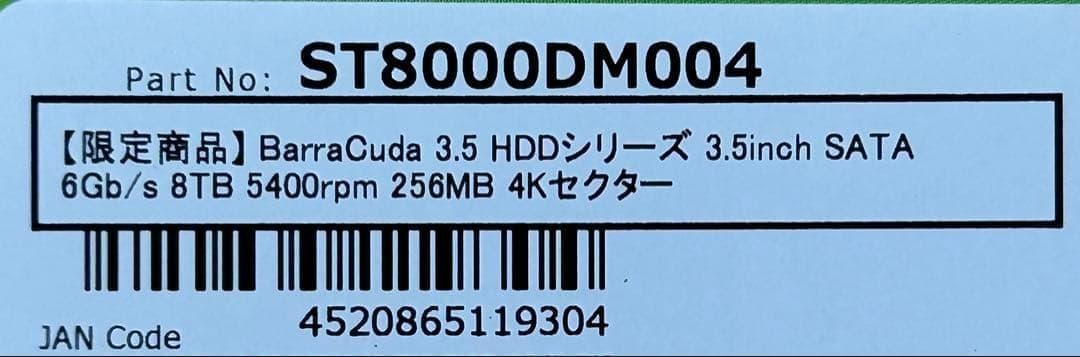 Part No: ST8000DM004
【限定商品】BarraCuda 3.5 HDDシリーズ 3.5inch SATA
6Gb/s 8TB 5400rpm 256MB 4Kセクター
4520865119304
JAN Code